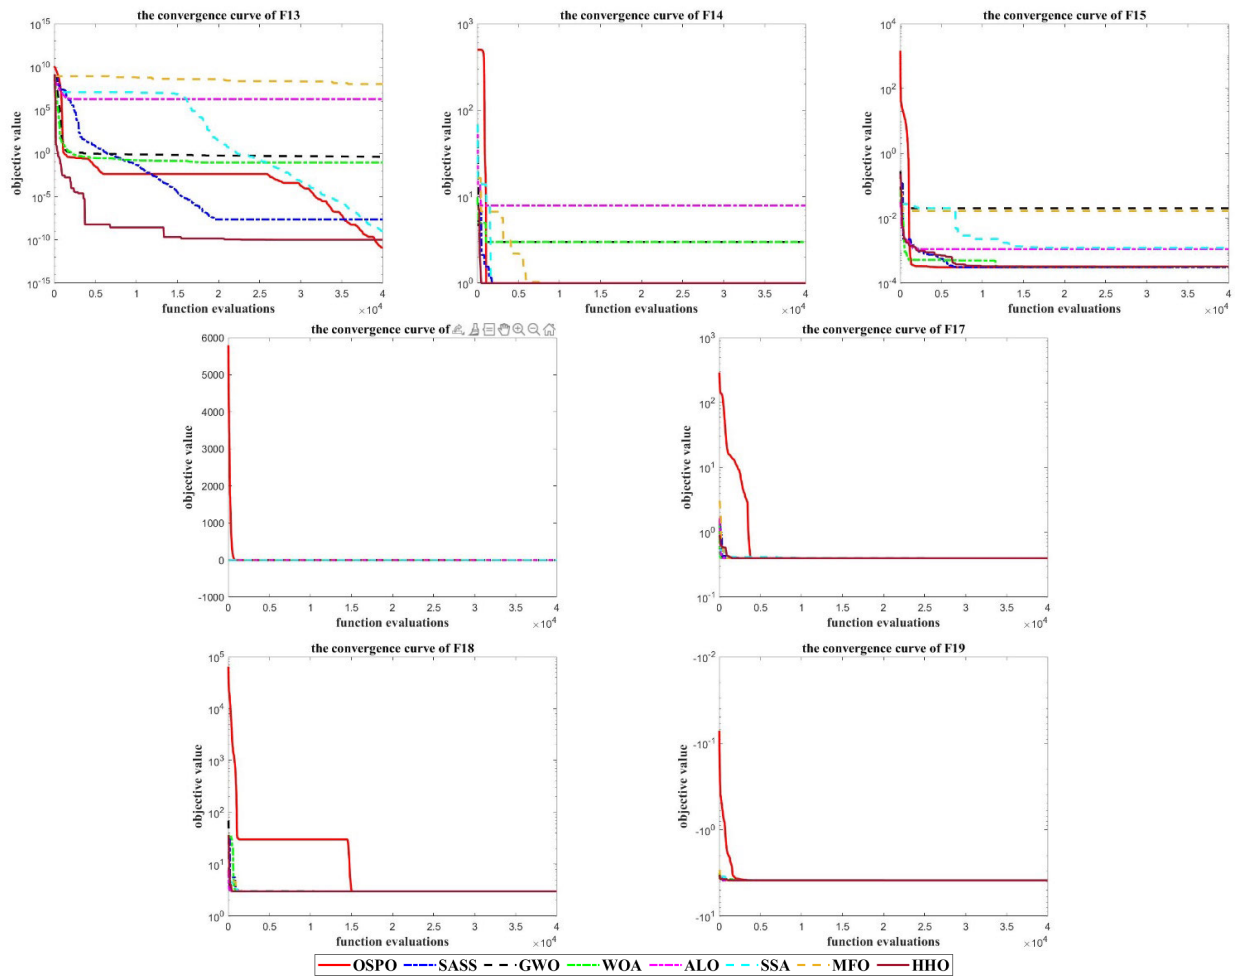 the convergence curve of F13
10^15
10^10
10^5
10^0
10^-5
10^-10
10^-15
objective value
0 0.5 1 1.5 2 2.5 3 3.5 4
function evaluations
×10^4
the convergence curve of F14
10^3
10^2
10^1
10^0
objective value
0 0.5 1 1.5 2 2.5 3 3.5 4
function evaluations
×10^4
the convergence curve of F15
10^4
10^2
10^0
10^-2
10^-4
objective value
0 0.5 1 1.5 2 2.5 3 3.5 4
function evaluations
×10^4
the convergence curve of
6000
5000
4000
3000
2000
1000
0
-1000
objective value
0 0.5 1 1.5 2 2.5 3 3.5 4
function evaluations
×10^4
the convergence curve of F17
10^3
10^2
10^1
10^0
10^-1
objective value
0 0.5 1 1.5 2 2.5 3 3.5 4
function evaluations
×10^4
the convergence curve of F18
10^5
10^4
10^3
10^2
10^1
10^0
objective value
0 0.5 1 1.5 2 2.5 3 3.5 4
function evaluations
×10^4
the convergence curve of F19
-10^-2
-10^-1
-10^0
-10^1
objective value
0 0.5 1 1.5 2 2.5 3 3.5 4
function evaluations
×10^4
OSPO SASS GWO WOA ALO SSA MFO HHO